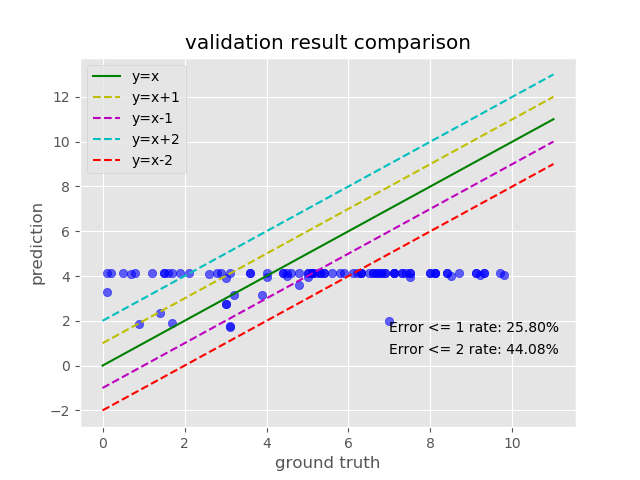 validation result comparison
y=x
y=x+1
y=x-1
y=x+2
y=x-2
12
10
8
6
4
2
0
−2
prediction
Error <= 1 rate: 25.80%
Error <= 2 rate: 44.08%
0 2 4 6 8 10
ground truth